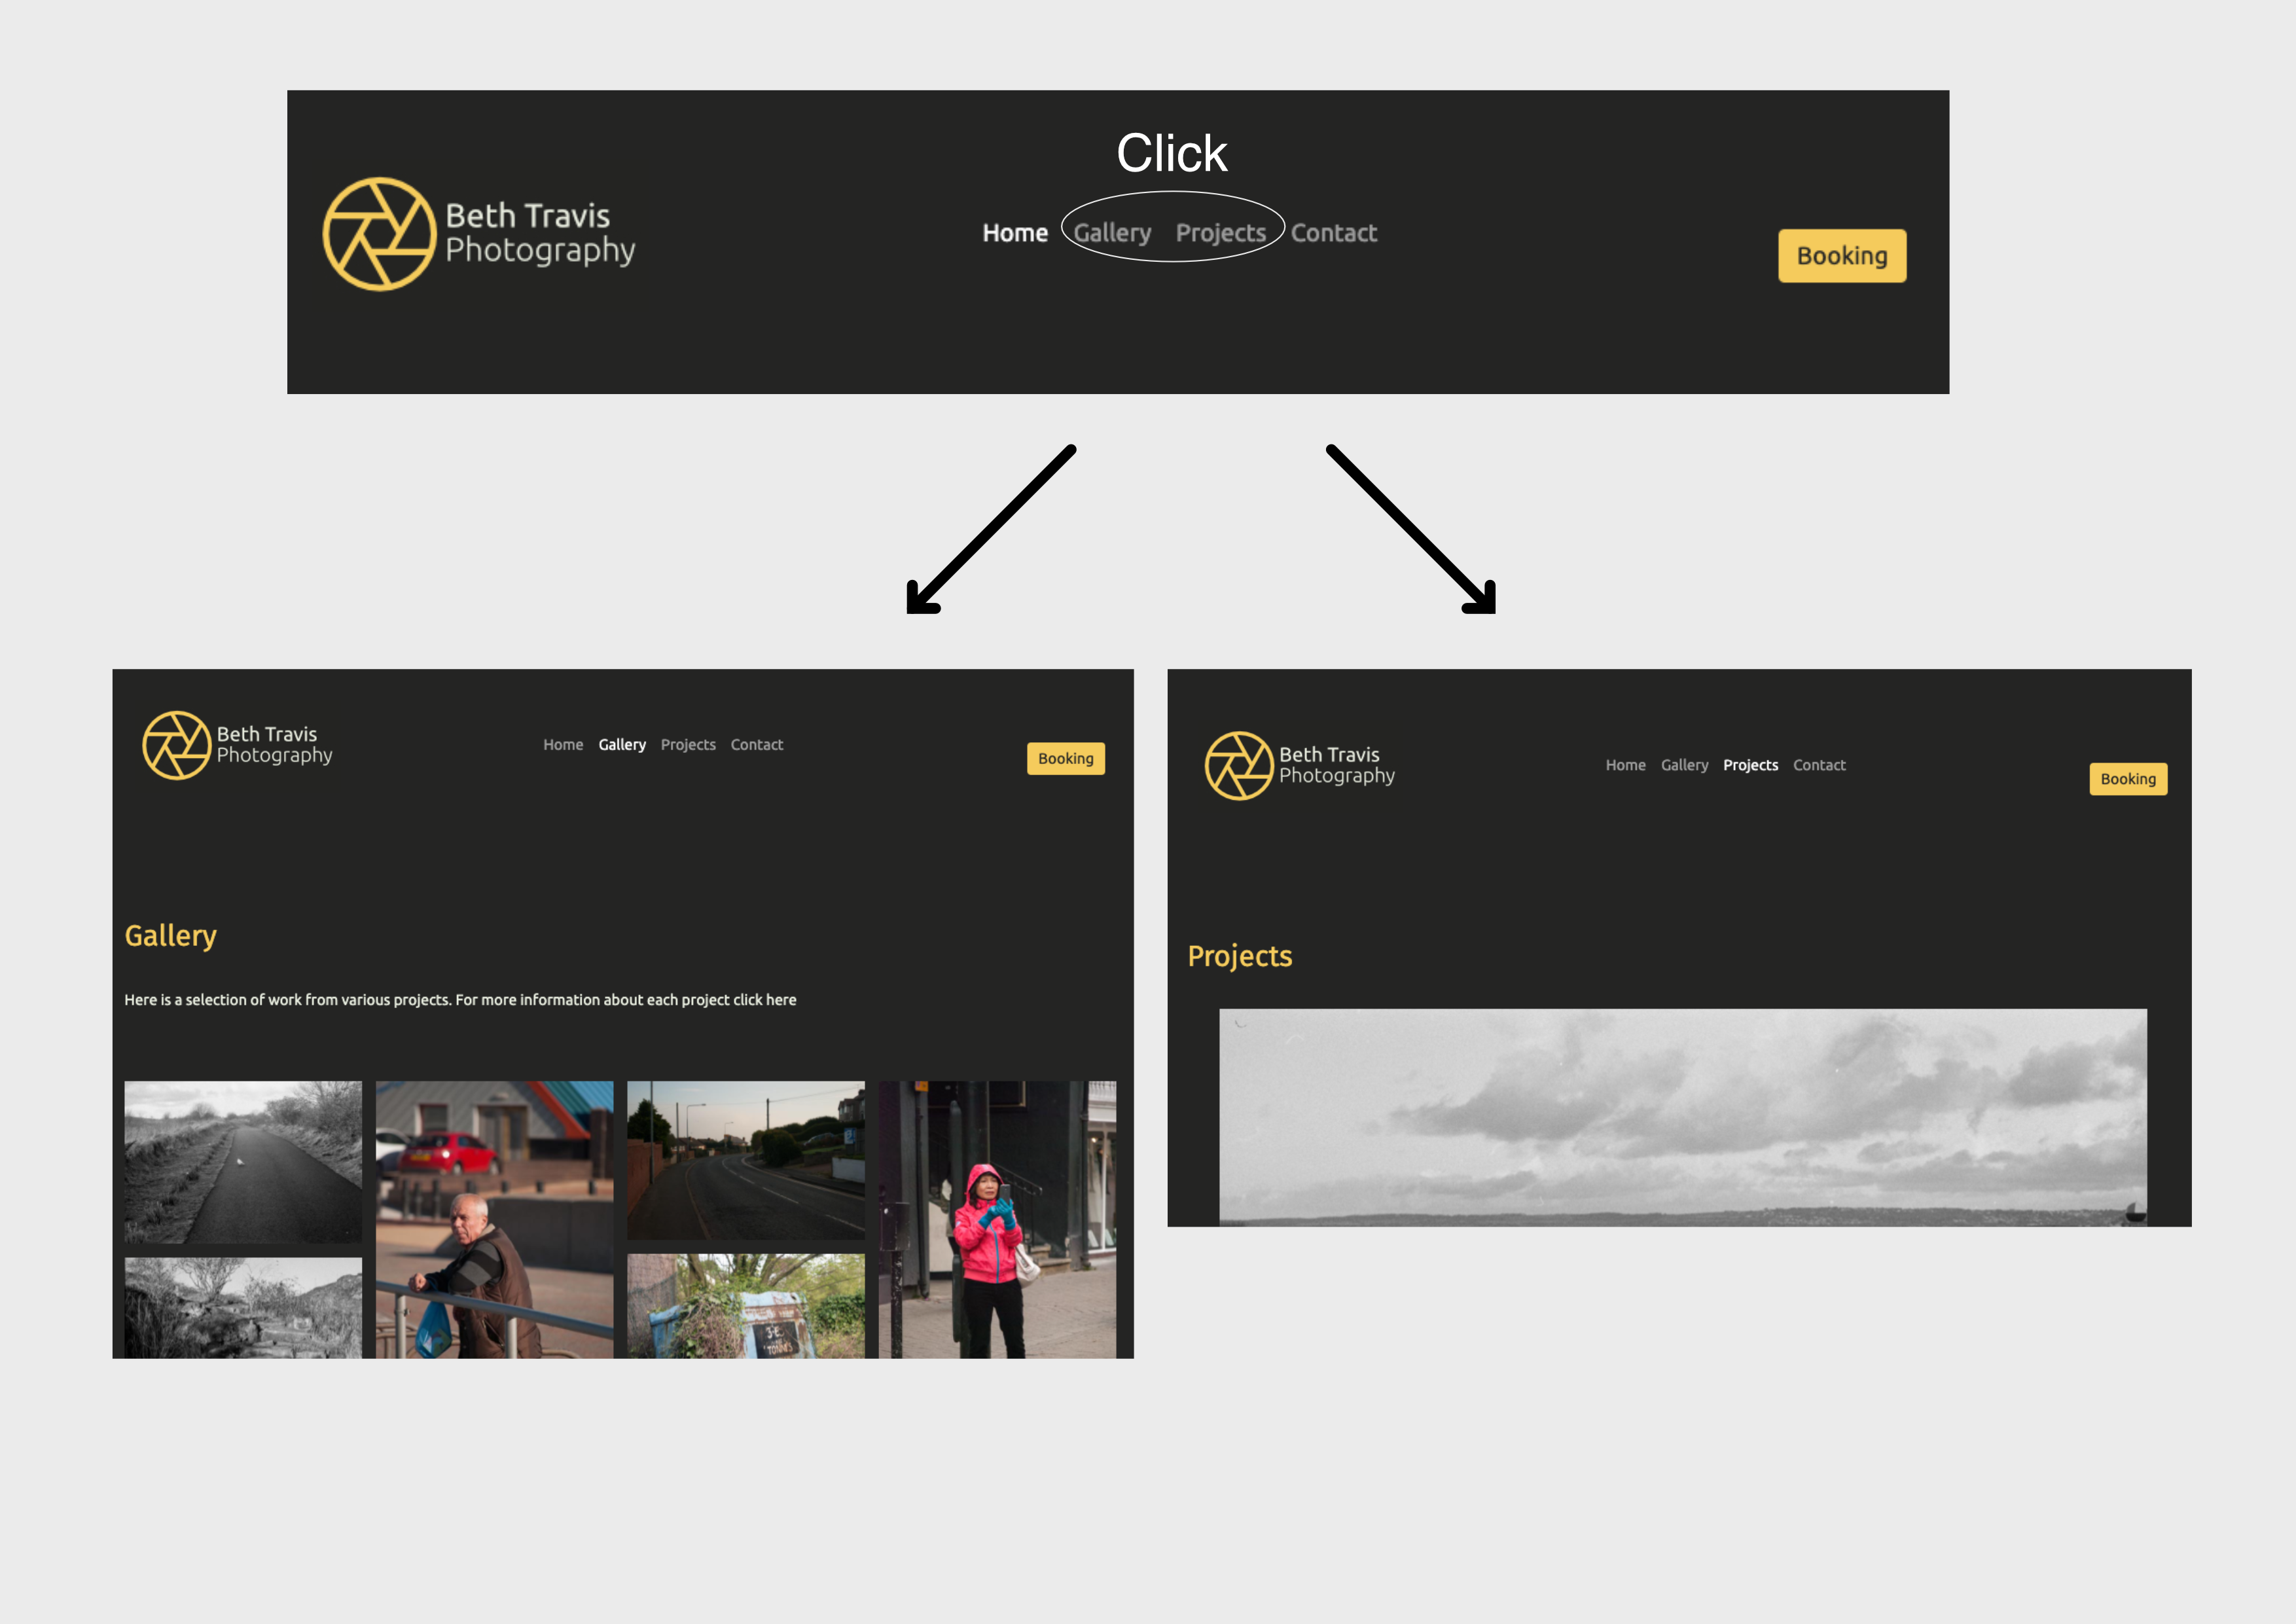 Click
Beth Travis
Photography
Home Gallery Projects Contact
Booking
Beth Travis
Photography
Home Gallery Projects Contact
Booking
Gallery
Here is a selection of work from various projects. For more information about each project click here
Beth Travis
Photography
Home Gallery Projects Contact
Booking
Projects